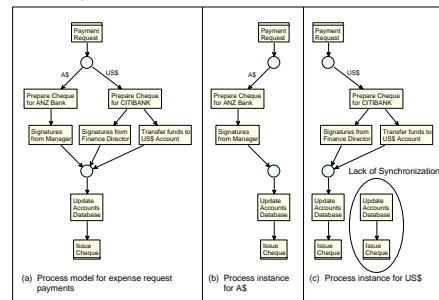 Payment
Request
A$
US$
Prepare Cheque
for ANZ Bank
Prepare Cheque
for CITIBANK
Signatures
from Manager
Signatures from
Finance Director
Transfer funds to
US$ Account
Update
Accounts
Database
Issue
Cheque
(a) Process model for expense request
payments
Payment
Request
A$
Prepare Cheque
for ANZ Bank
Signatures
from Manager
Update
Accounts
Database
Issue
Cheque
(b) Process instance
for A$
Payment
Request
US$
Prepare Cheque
for CITIBANK
Signatures from
Finance Director
Transfer funds to
US$ Account
Lack of Synchronization
Update
Accounts
Database
Update
Accounts
Database
Issue
Cheque
Issue
Cheque
(c) Process instance for US$